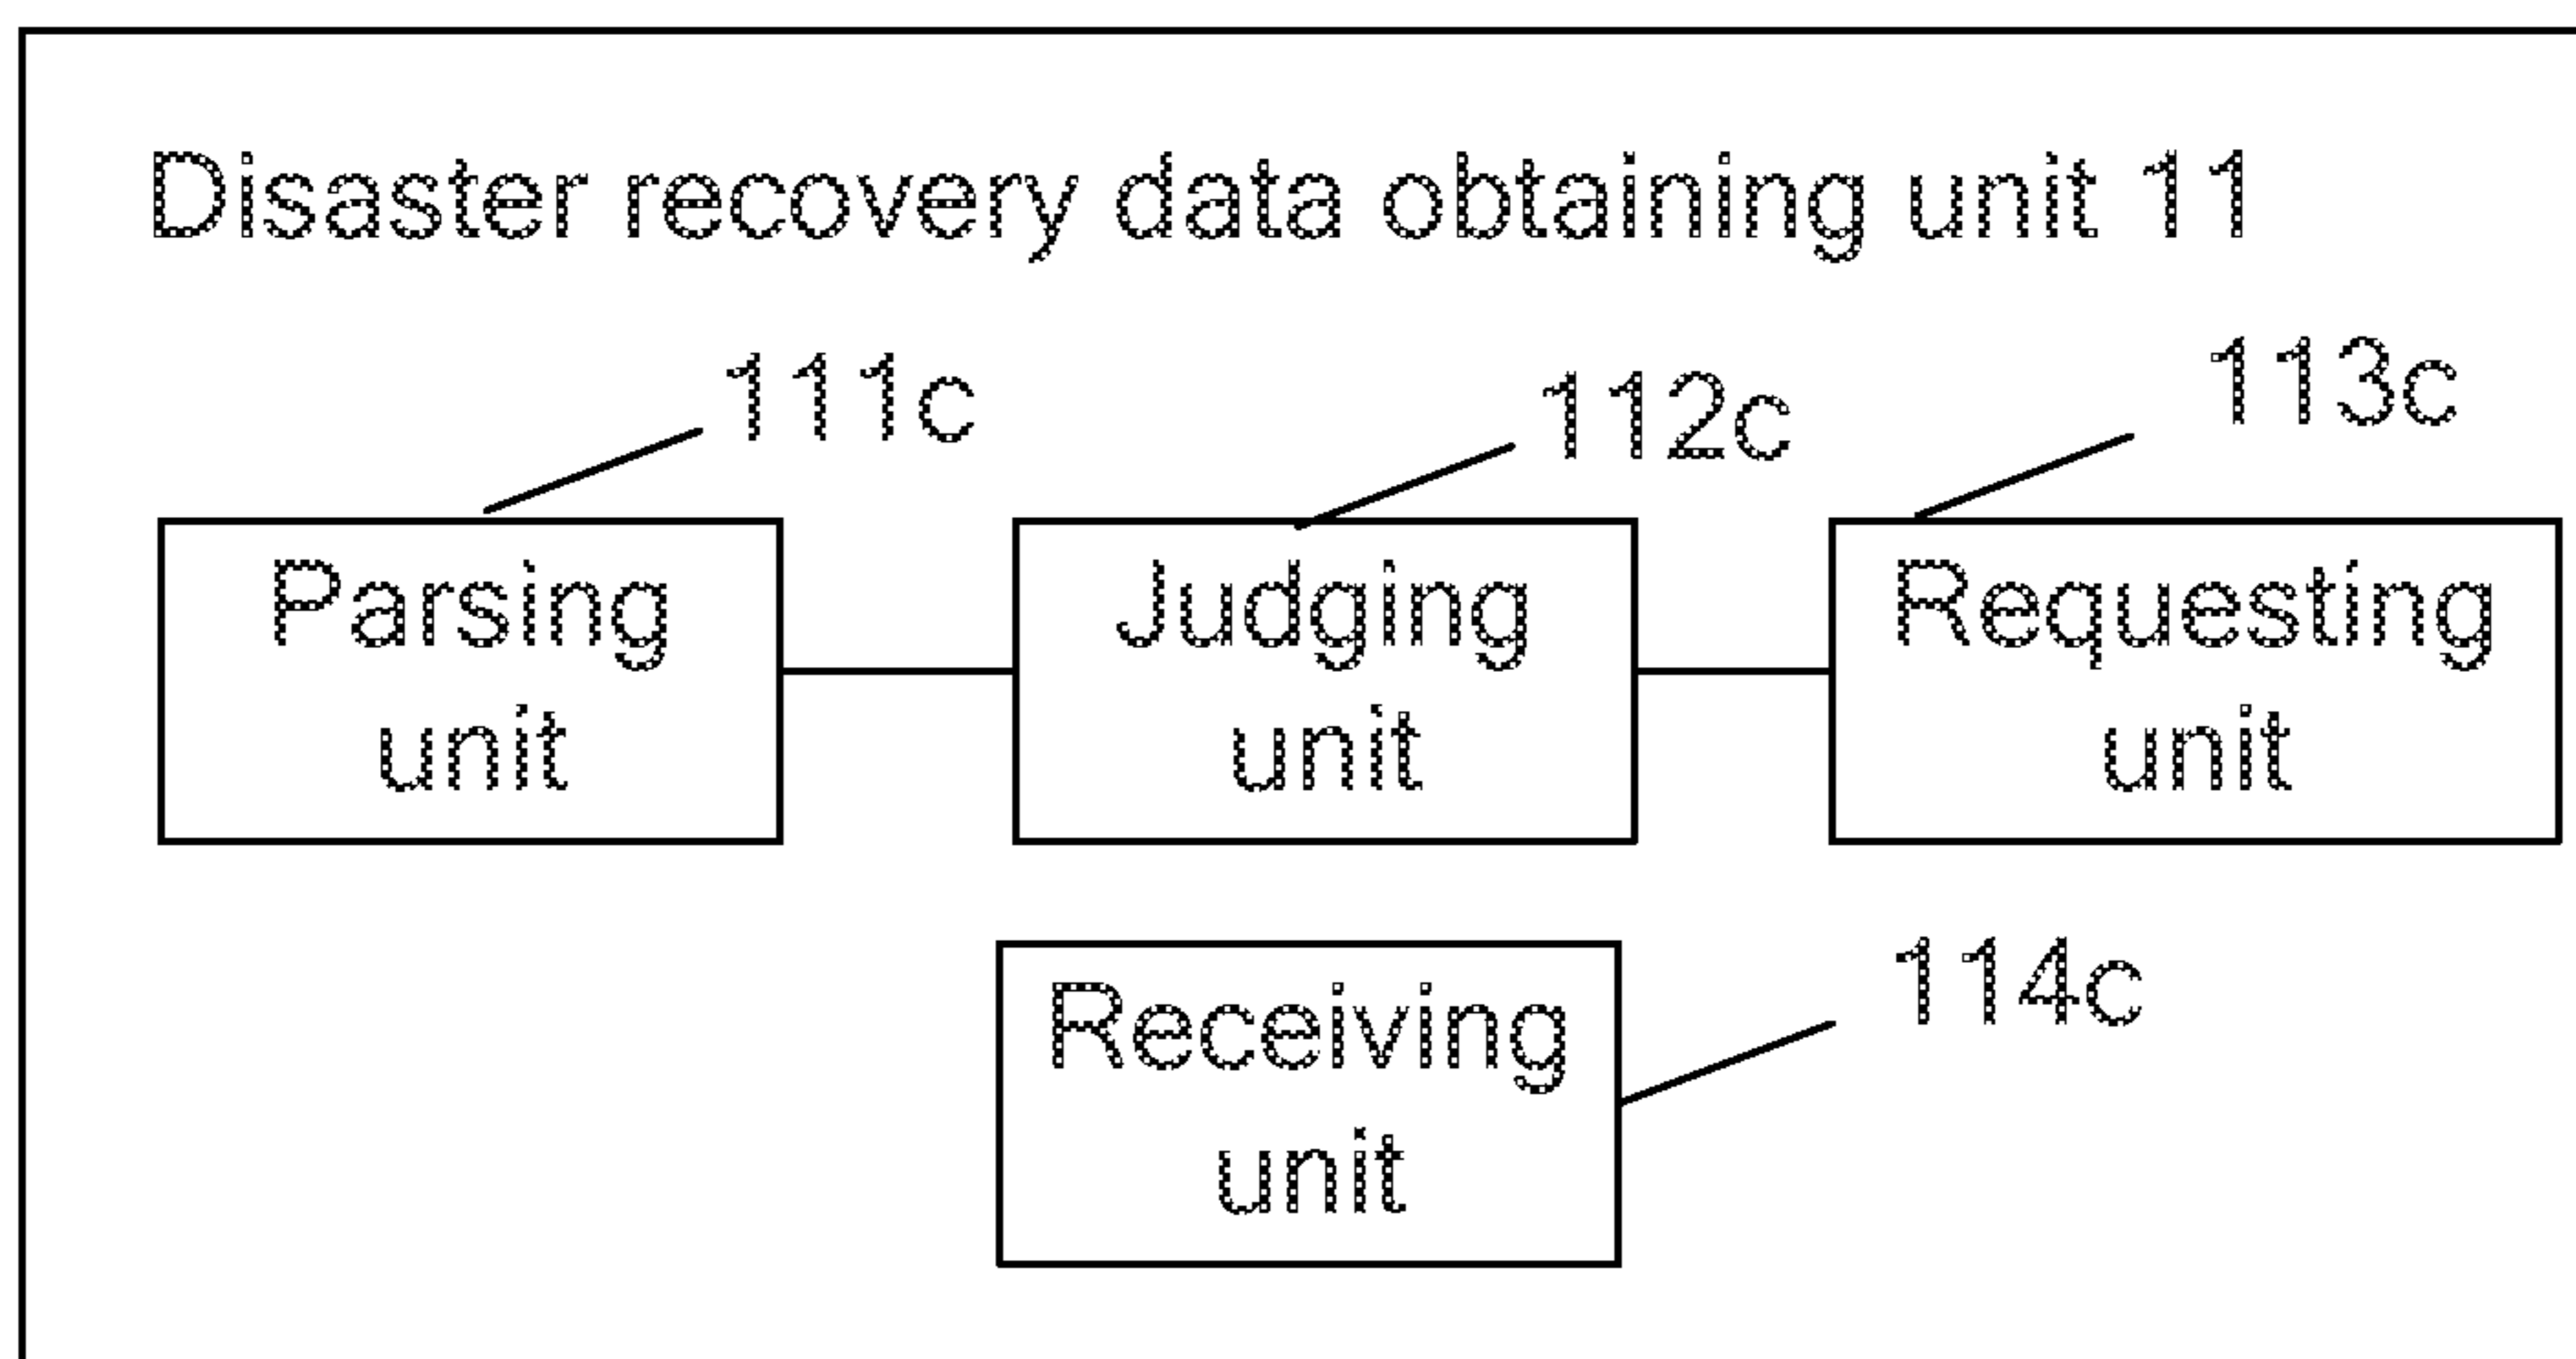 Disaster recovery data obtaining unit 11
111c
112c
113c
Parsing
unit
Judging
unit
Requesting
unit
Receiving
unit
114c